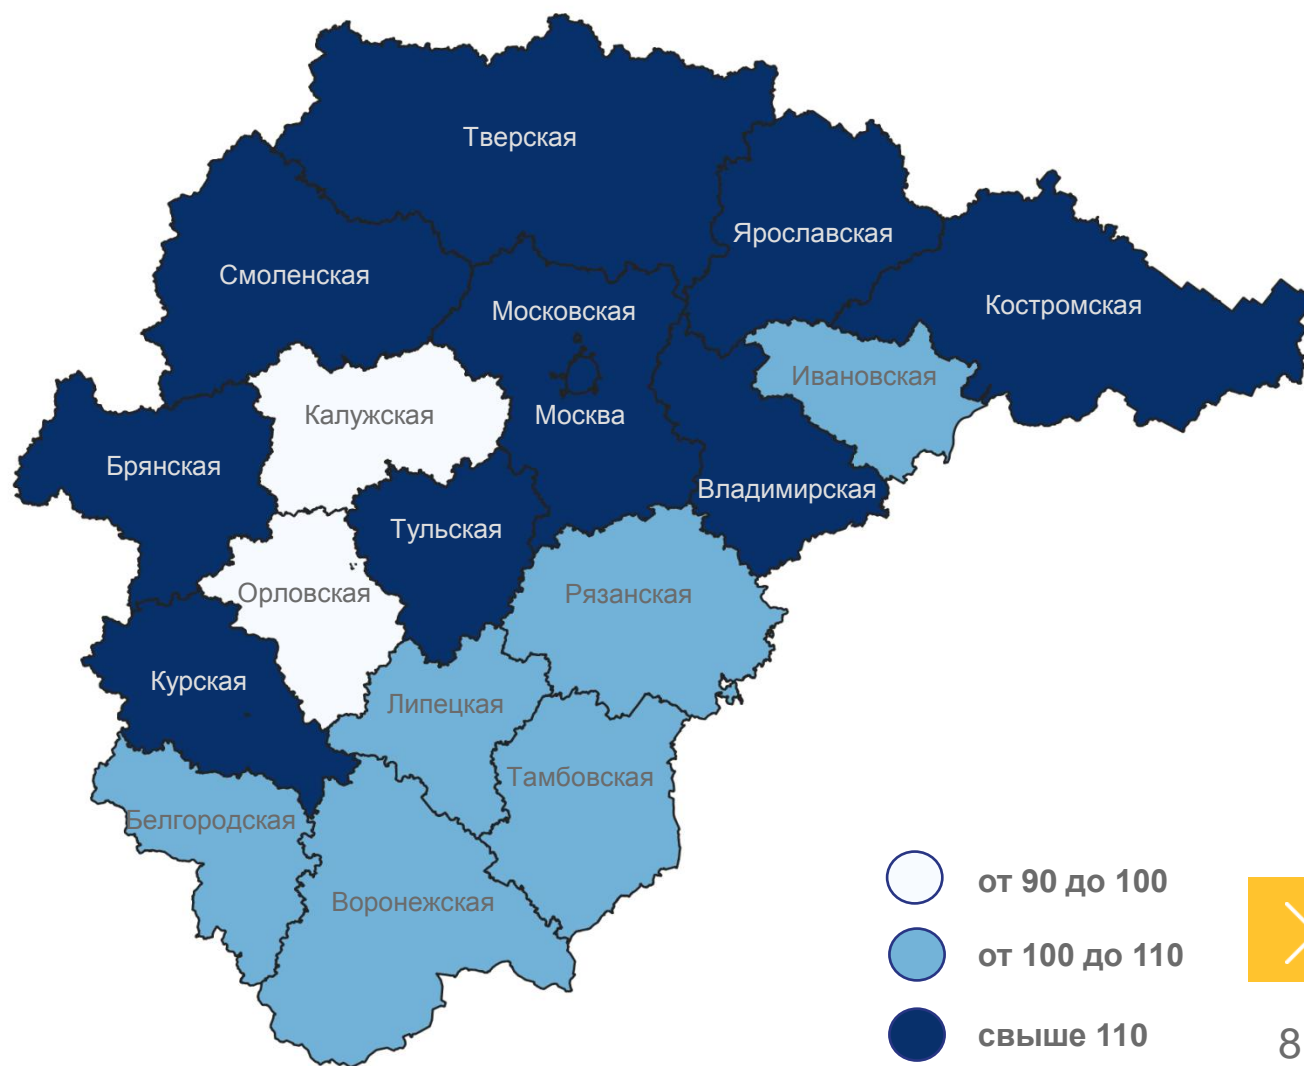 Тверская
Ярославская
Смоленская
Костромская
Московская
Ивановская
Калужская
Москва
Брянская
Владимирская
Тульская
Орловская
Рязанская
Курская
Липецкая
Тамбовская
Белгородская
Воронежская
от 90 до 100
от 100 до 110
свыше 110
8